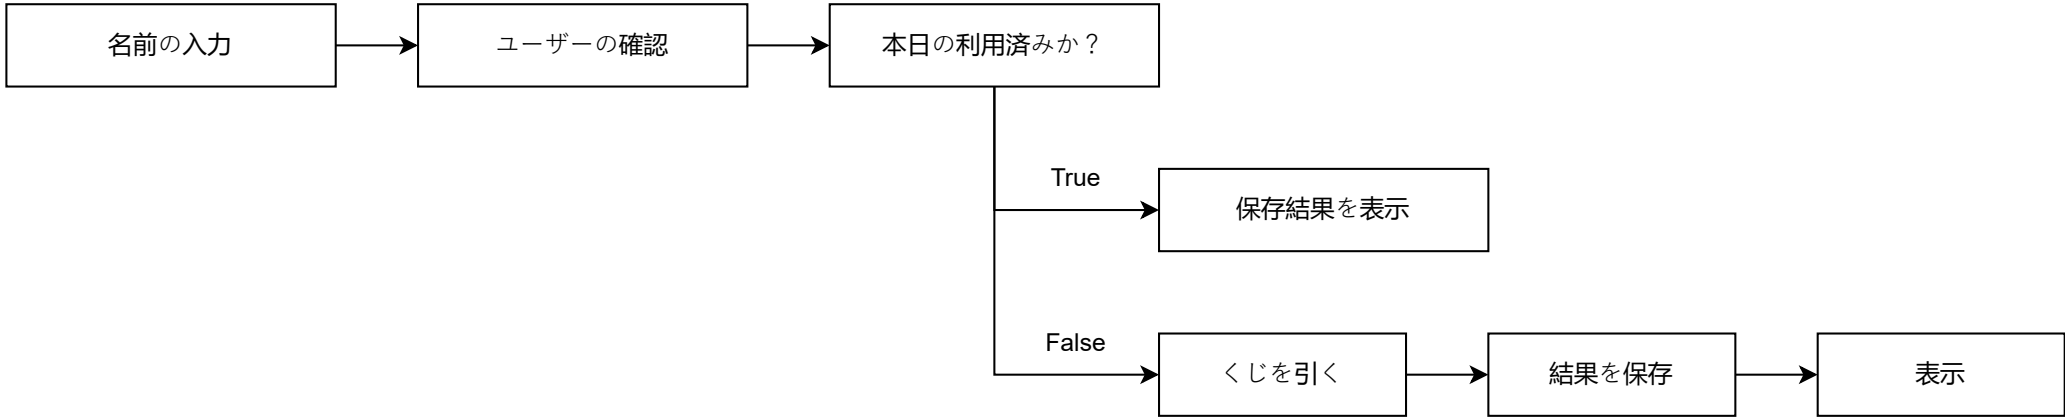 名前の入力
ユーザーの確認
本日の利用済みか？
True
保存結果を表示
False
くじを引く
結果を保存
表示